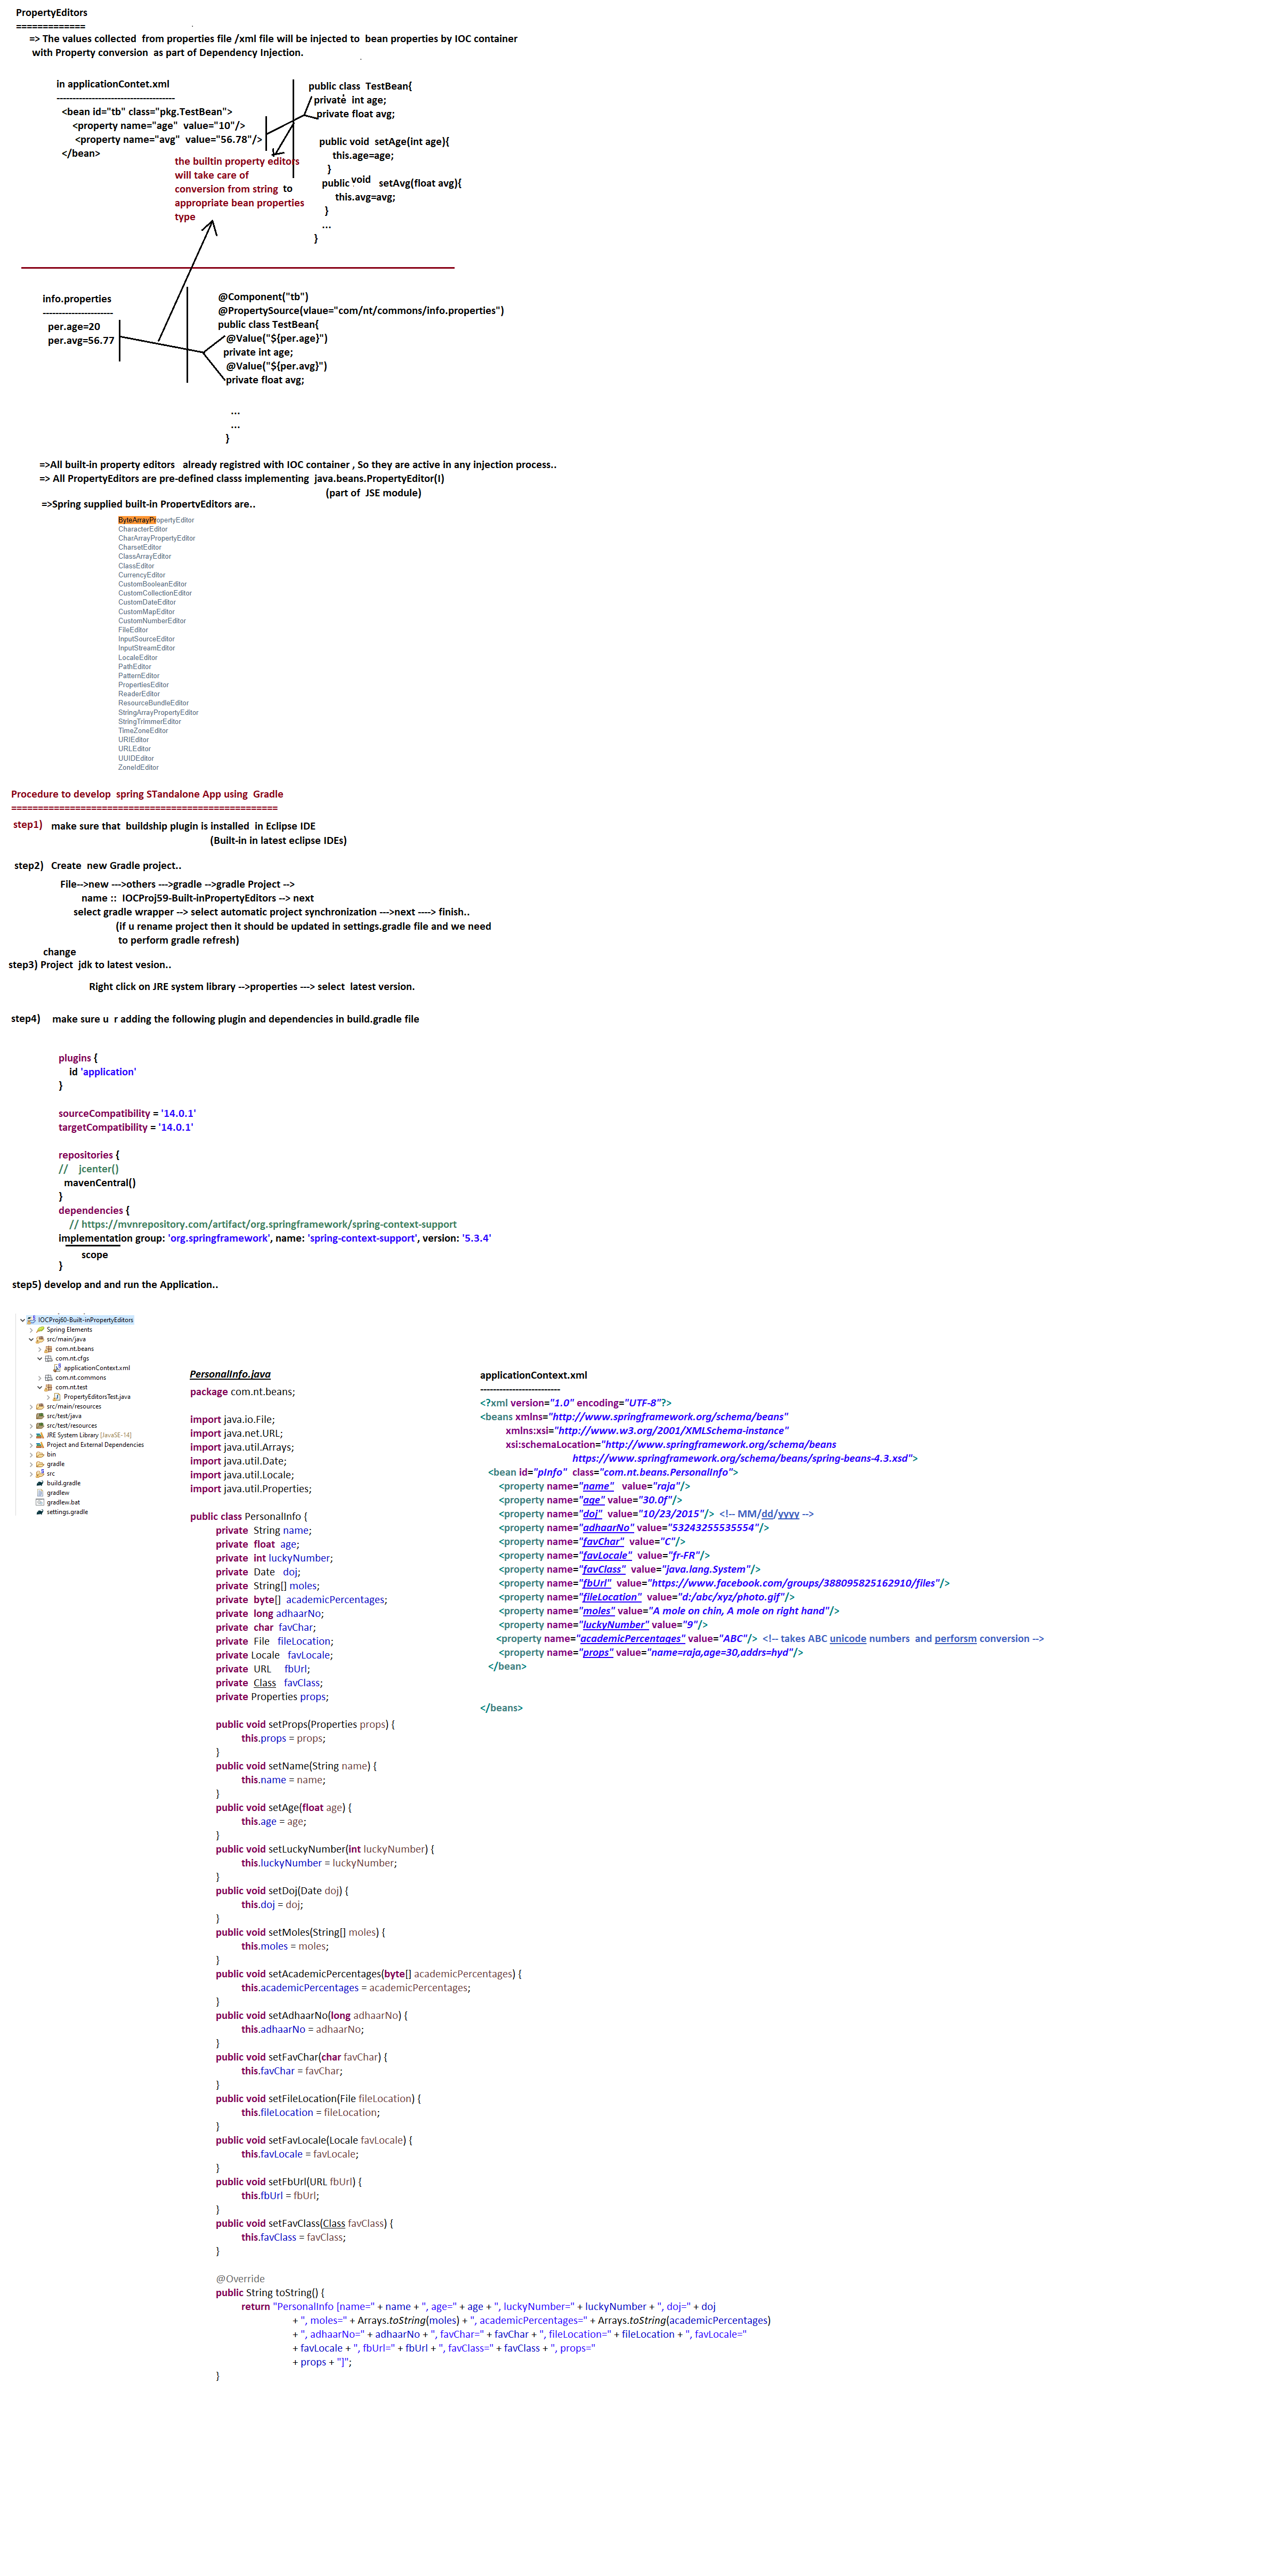 PropertyEditors
=============
=> The values collected  from properties file /xml file will be injected to  bean properties by IOC container
with Property conversion  as part of Dependency Injection.
in applicationContet.xml
-------------------------------------
<bean id="tb" class="pkg.TestBean">
<property name="age"  value="10"/>
<property name="avg"  value="56.78"/>
</bean>
the builtin property editors
will take care of
conversion from string  to
appropriate bean properties
type
public class  TestBean{
private  int age;
private float avg;
public void  setAge(int age){
this.age=age;
}
public void  setAvg(float avg){
this.avg=avg;
}
...
}
info.properties
----------------------
per.age=20
per.avg=56.77
@Component("tb")
@PropertySource(vlaue="com/nt/commons/info.properties")
public class TestBean{
@Value("${per.age}")
private int age;
@Value("${per.avg}")
private float avg;
...
...
}
=>All built-in property editors   already registred with IOC container , So they are active in any injection process..
=> All PropertyEditors are pre-defined classs implementing  java.beans.PropertyEditor(I)
(part of  JSE module)
=>Spring supplied built-in PropertyEditors are..
ByteArrayPropertyEditor
CharacterEditor
CharArrayPropertyEditor
CharsetEditor
ClassArrayEditor
ClassEditor
CurrencyEditor
CustomBooleanEditor
CustomCollectionEditor
CustomDateEditor
CustomMapEditor
CustomNumberEditor
FileEditor
InputSourceEditor
InputStreamEditor
LocaleEditor
PathEditor
PatternEditor
PropertiesEditor
ReaderEditor
ResourceBundleEditor
StringArrayPropertyEditor
StringTrimmerEditor
TimeZoneEditor
URIEditor
URLEditor
UUIDEditor
ZoneIdEditor
Procedure to develop  spring STandalone App using  Gradle
==================================================
step1)   make sure that  buildship plugin is installed  in Eclipse IDE
(Built-in in latest eclipse IDEs)
step2)   Create  new Gradle project..
File-->new --->others --->gradle -->gradle Project -->
name ::  IOCProj59-Built-inPropertyEditors --> next
select gradle wrapper --> select automatic project synchronization --->next ----> finish..
(if u rename project then it should be updated in settings.gradle file and we need
to perform gradle refresh)
change
step3) Project  jdk to latest vesion..
Right click on JRE system library -->properties ---> select  latest version.
step4)    make sure u  r adding the following plugin and dependencies in build.gradle file
plugins {
id 'application'
}
sourceCompatibility = '14.0.1'
targetCompatibility = '14.0.1'
repositories {
//    jcenter()
mavenCentral()
}
dependencies {
// https://mvnrepository.com/artifact/org.springframework/spring-context-support
implementation group: 'org.springframework', name: 'spring-context-support', version: '5.3.4'
scope
}
step5) develop and and run the Application..
IOCProj60-Built-inPropertyEditors
Spring Elements
src/main/java
com.nt.beans
com.nt.cfgs
applicationContext.xml
com.nt.commons
com.nt.test
PropertyEditorsTest.java
src/main/resources
src/test/java
src/test/resources
JRE System Library [JavaSE-14]
Project and External Dependencies
bin
gradle
src
build.gradle
gradlew
gradlew.bat
settings.gradle
PersonalInfo.java
package com.nt.beans;
import java.io.File;
import java.net.URL;
import java.util.Arrays;
import java.util.Date;
import java.util.Locale;
import java.util.Properties;
public class PersonalInfo {
private  String name;
private  float  age;
private  int luckyNumber;
private  Date   doj;
private  String[] moles;
private  byte[]  academicPercentages;
private  long adhaarNo;
private  char  favChar;
private  File   fileLocation;
private Locale   favLocale;
private  URL     fbUrl;
private  Class   favClass;
private Properties props;
public void setProps(Properties props) {
this.props = props;
}
public void setName(String name) {
this.name = name;
}
public void setAge(float age) {
this.age = age;
}
public void setLuckyNumber(int luckyNumber) {
this.luckyNumber = luckyNumber;
}
public void setDoj(Date doj) {
this.doj = doj;
}
public void setMoles(String[] moles) {
this.moles = moles;
}
public void setAcademicPercentages(byte[] academicPercentages) {
this.academicPercentages = academicPercentages;
}
public void setAdhaarNo(long adhaarNo) {
this.adhaarNo = adhaarNo;
}
public void setFavChar(char favChar) {
this.favChar = favChar;
}
public void setFileLocation(File fileLocation) {
this.fileLocation = fileLocation;
}
public void setFavLocale(Locale favLocale) {
this.favLocale = favLocale;
}
public void setFbUrl(URL fbUrl) {
this.fbUrl = fbUrl;
}
public void setFavClass(Class favClass) {
this.favClass = favClass;
}
@Override
public String toString() {
return "PersonalInfo [name=" + name + ", age=" + age + ", luckyNumber=" + luckyNumber + ", doj=" + doj
+ ", moles=" + Arrays.toString(moles) + ", academicPercentages=" + Arrays.toString(academicPercentages)
+ ", adhaarNo=" + adhaarNo + ", favChar=" + favChar + ", fileLocation=" + fileLocation + ", favLocale="
+ favLocale + ", fbUrl=" + fbUrl + ", favClass=" + favClass + ", props="
+ props + "]";
}
applicationContext.xml
-------------------------
<?xml version="1.0" encoding="UTF-8"?>
<beans xmlns="http://www.springframework.org/schema/beans"
xmlns:xsi="http://www.w3.org/2001/XMLSchema-instance"
xsi:schemaLocation="http://www.springframework.org/schema/beans
https://www.springframework.org/schema/beans/spring-beans-4.3.xsd">
<bean id="pInfo"  class="com.nt.beans.PersonalInfo">
<property name="name"   value="raja"/>
<property name="age" value="30.0f"/>
<property name="doj"  value="10/23/2015"/>  <!-- MM/dd/yyyy -->
<property name="adhaarNo" value="53243255535554"/>
<property name="favChar"  value="C"/>
<property name="favLocale"  value="fr-FR"/>
<property name="favClass"  value="java.lang.System"/>
<property name="fbUrl"  value="https://www.facebook.com/groups/388095825162910/files"/>
<property name="fileLocation"  value="d:/abc/xyz/photo.gif"/>
<property name="moles" value="A mole on chin, A mole on right hand"/>
<property name="luckyNumber" value="9"/>
<property name="academicPercentages" value="ABC"/>  <!-- takes ABC unicode numbers  and perforsm conversion -->
<property name="props" value="name=raja,age=30,addrs=hyd"/>
</bean>
</beans>